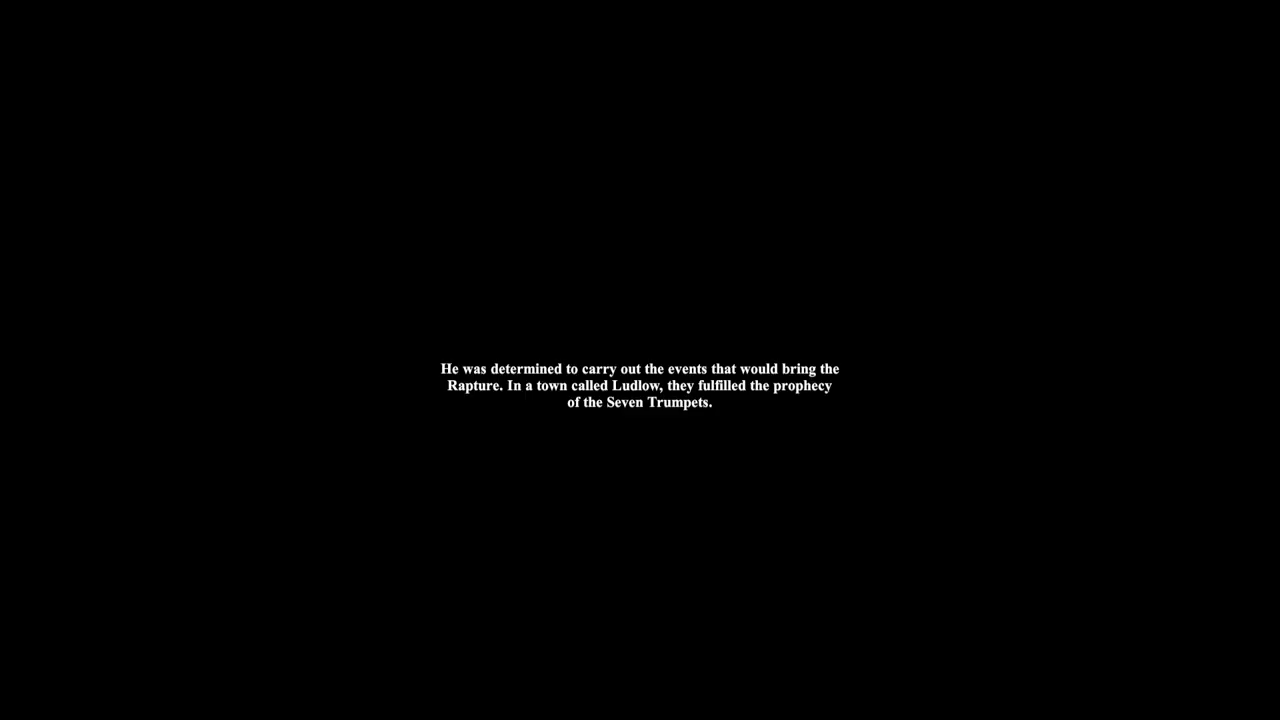 He was determined to carry out the events that would bring the
Rapture. In a town called Ludlow, they fulfilled the prophecy
of the Seven Trumpets.